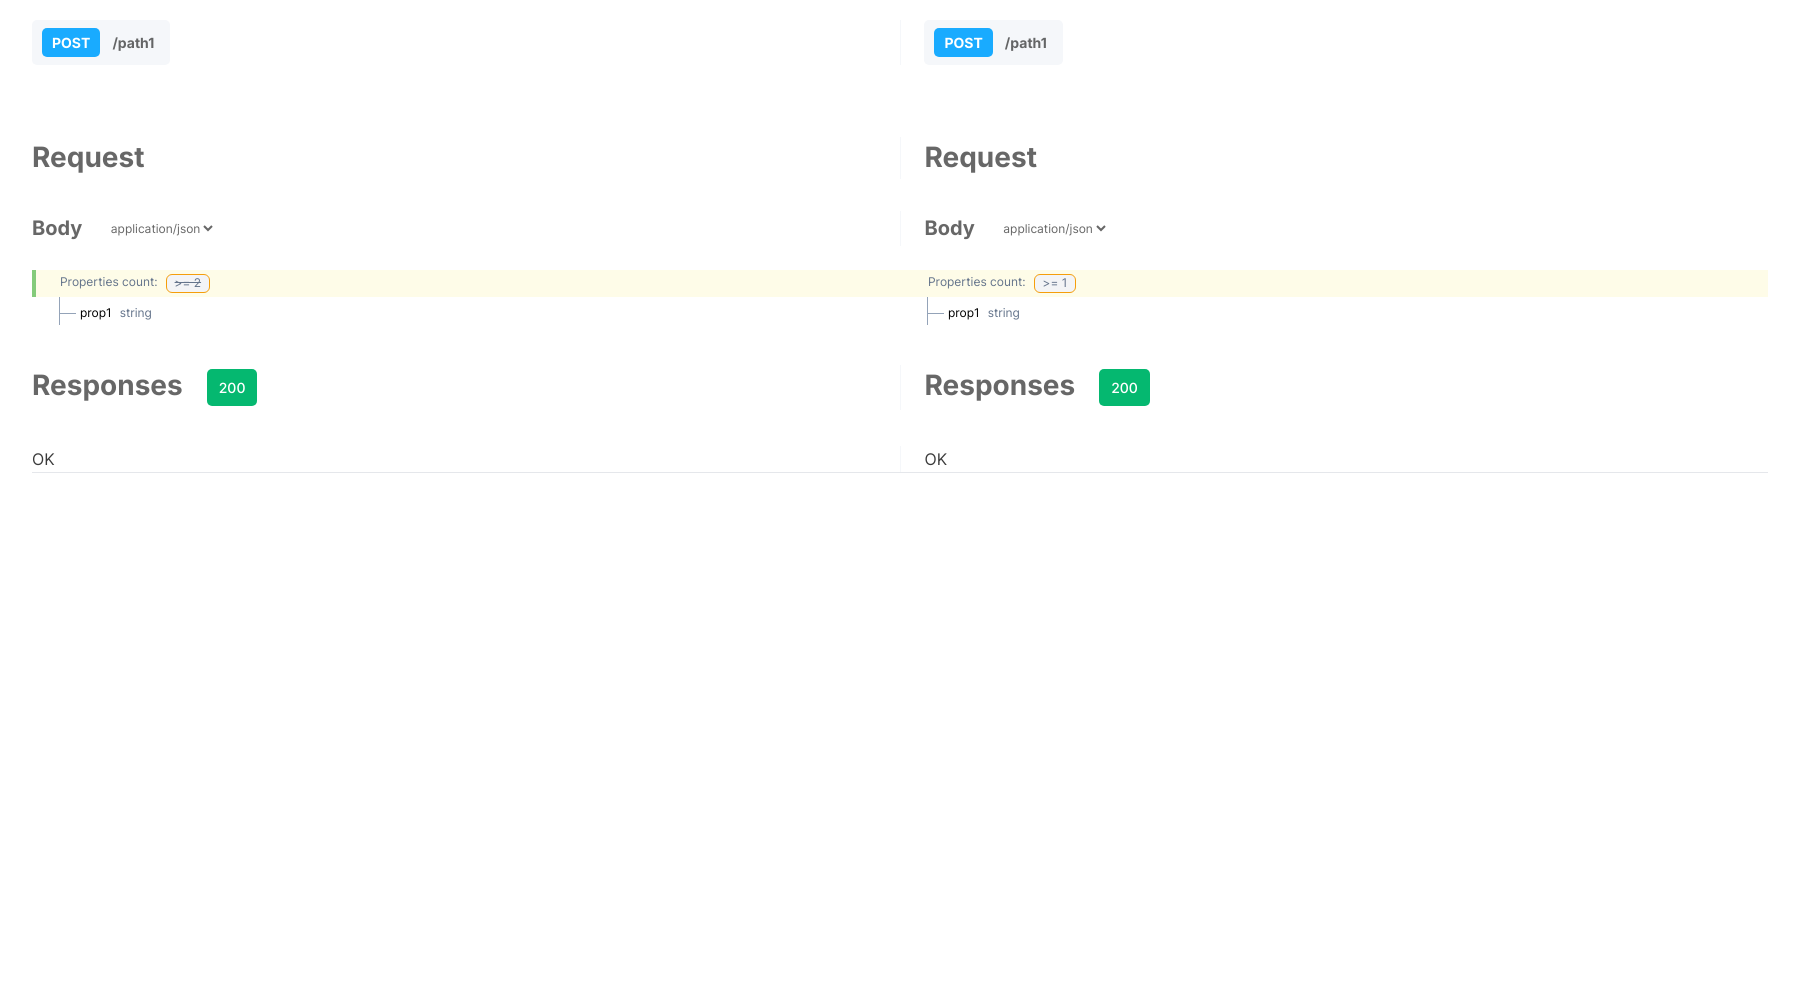 POST /path1
Request
Body application/json
Properties count: >= 2
prop1 string
Responses 200
OK
POST /path1
Request
Body application/json
Properties count: >= 1
prop1 string
Responses 200
OK